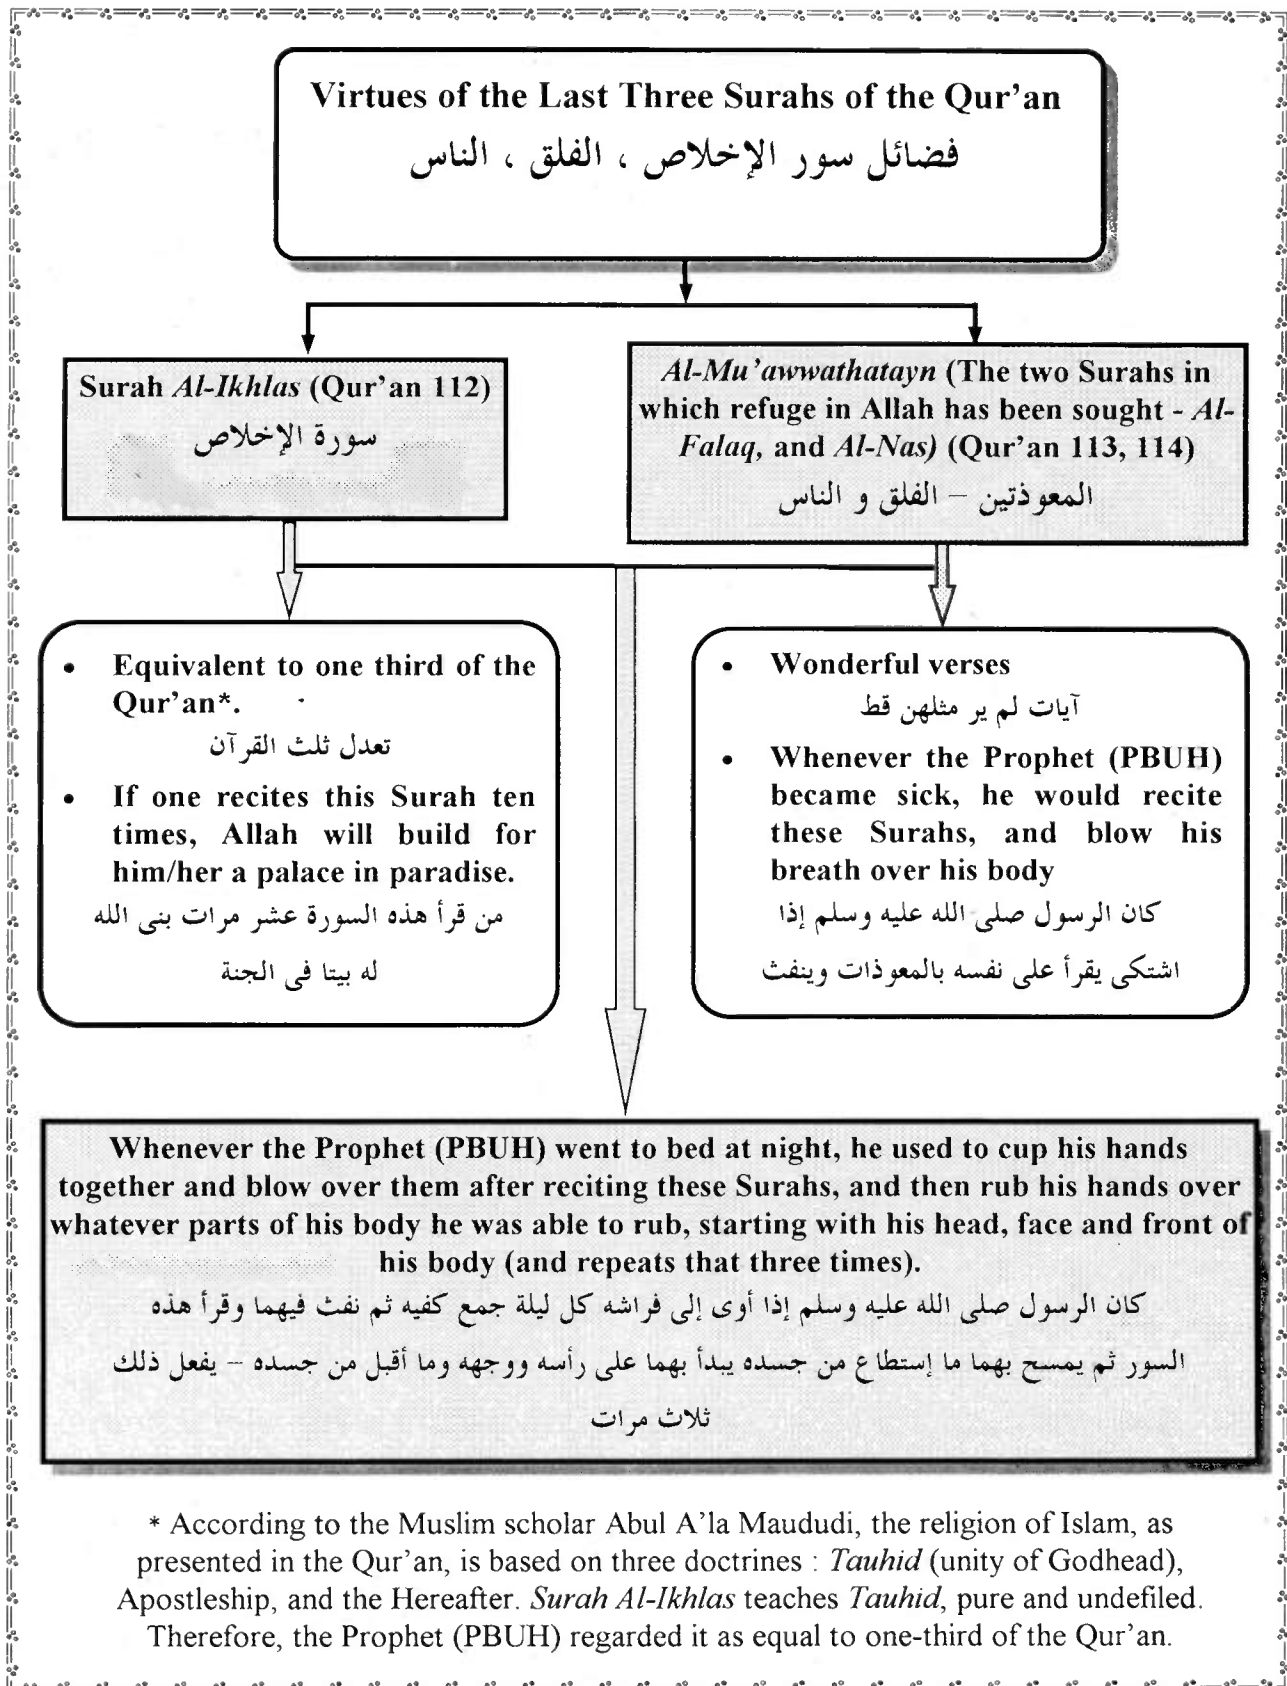 Virtues of the Last Three Surahs of the Qur'an
فضائل سور الإخلاص ، الفلق ، الناس
Surah Al-Ikhlas (Qur'an 112)
سورة الإخلاص
Al-Mu'awwathatayn (The two Surahs in
which refuge in Allah has been sought - Al-
Falaq, and Al-Nas) (Qur'an 113, 114)
المعوذتين – الفلق و الناس
• Equivalent to one third of the
Qur'an*.
تعدل ثلث القرآن
• If one recites this Surah ten
times, Allah will build for
him/her a palace in paradise.
من قرأ هذه السورة عشر مرات بنى الله
له بيتا فى الجنة
• Wonderful verses
آيات لم ير مثلهن قط
• Whenever the Prophet (PBUH)
became sick, he would recite
these Surahs, and blow his
breath over his body
كان الرسول صلى الله عليه وسلم إذا
اشتكى يقرأ على نفسه بالمعوذات وينفث
Whenever the Prophet (PBUH) went to bed at night, he used to cup his hands
together and blow over them after reciting these Surahs, and then rub his hands over
whatever parts of his body he was able to rub, starting with his head, face and front of
his body (and repeats that three times).
كان الرسول صلى الله عليه وسلم إذا أوى إلى فراشه كل ليلة جمع كفيه ثم نفث فيهما وقرأ هذه
السور ثم يمسح بهما ما إستطاع من جسده يبدأ بهما على رأسه ووجهه وما أقبل من جسده – يفعل ذلك
ثلاث مرات
* According to the Muslim scholar Abul A'la Maududi, the religion of Islam, as
presented in the Qur'an, is based on three doctrines : Tauhid (unity of Godhead),
Apostleship, and the Hereafter. Surah Al-Ikhlas teaches Tauhid, pure and undefiled.
Therefore, the Prophet (PBUH) regarded it as equal to one-third of the Qur'an.